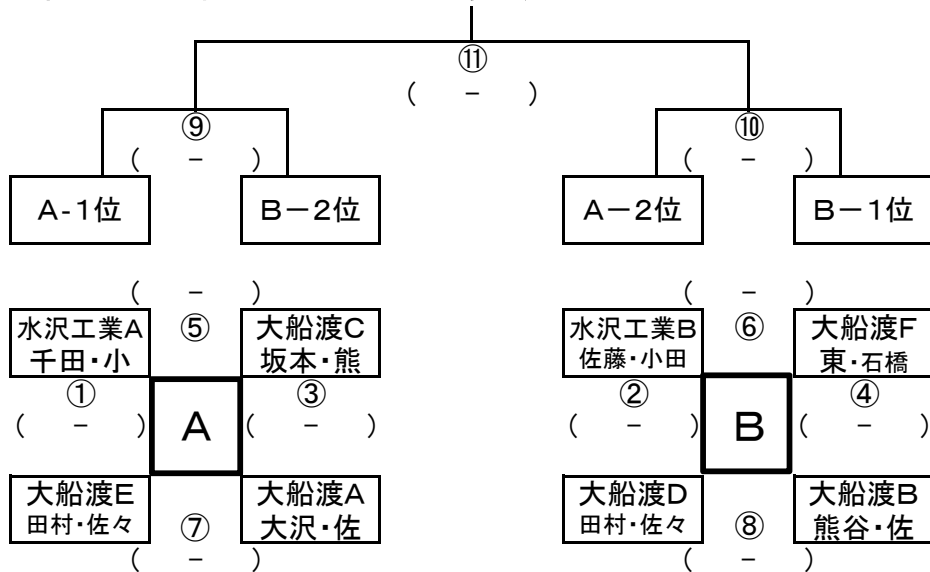 ⑪
( － )
⑨ ⑩
( － ) ( － )
A-1位 B－2位 A－2位 B－1位
( － ) ( － )
水沢工業A ⑤ 大船渡C 水沢工業B ⑥ 大船渡F
千田・小 坂本・熊 佐藤・小田 東・石橋
① ③ ② ④
( － ) A ( － ) ( － ) B ( － )
大船渡E 大船渡A 大船渡D 大船渡B
田村・佐々 ⑦ 大沢・佐 田村・佐々 ⑧ 熊谷・佐
( － ) ( － )